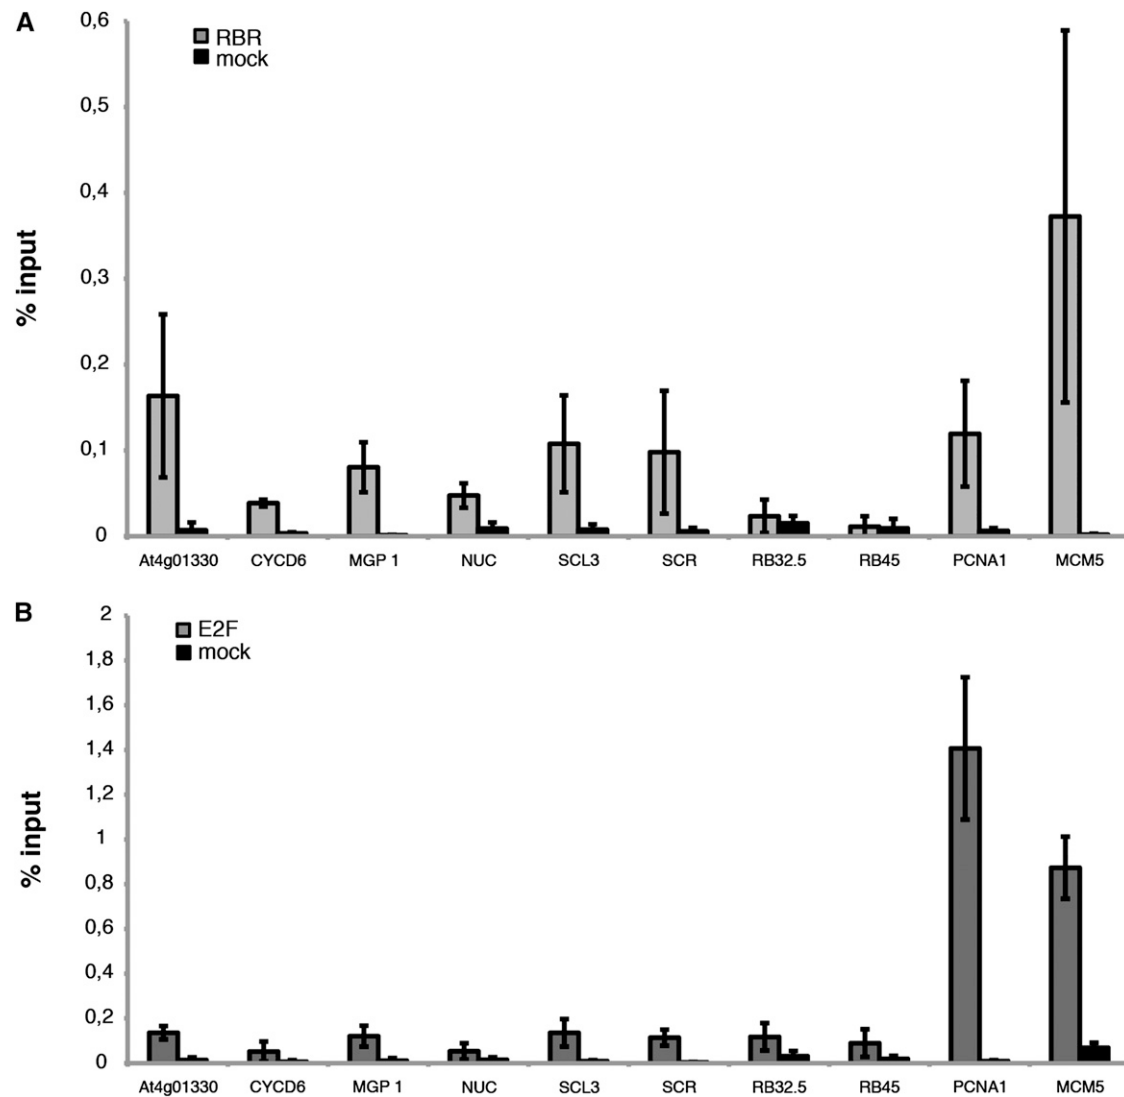 A
RBR
mock
% input
0,6
0,5
0,4
0,3
0,2
0,1
0
At4g01330 CYCD6 MGP 1 NUC SCL3 SCR RB32.5 RB45 PCNA1 MCM5
B
E2F
mock
% input
2
1,8
1,6
1,4
1,2
1
0,8
0,6
0,4
0,2
0
At4g01330 CYCD6 MGP 1 NUC SCL3 SCR RB32.5 RB45 PCNA1 MCM5